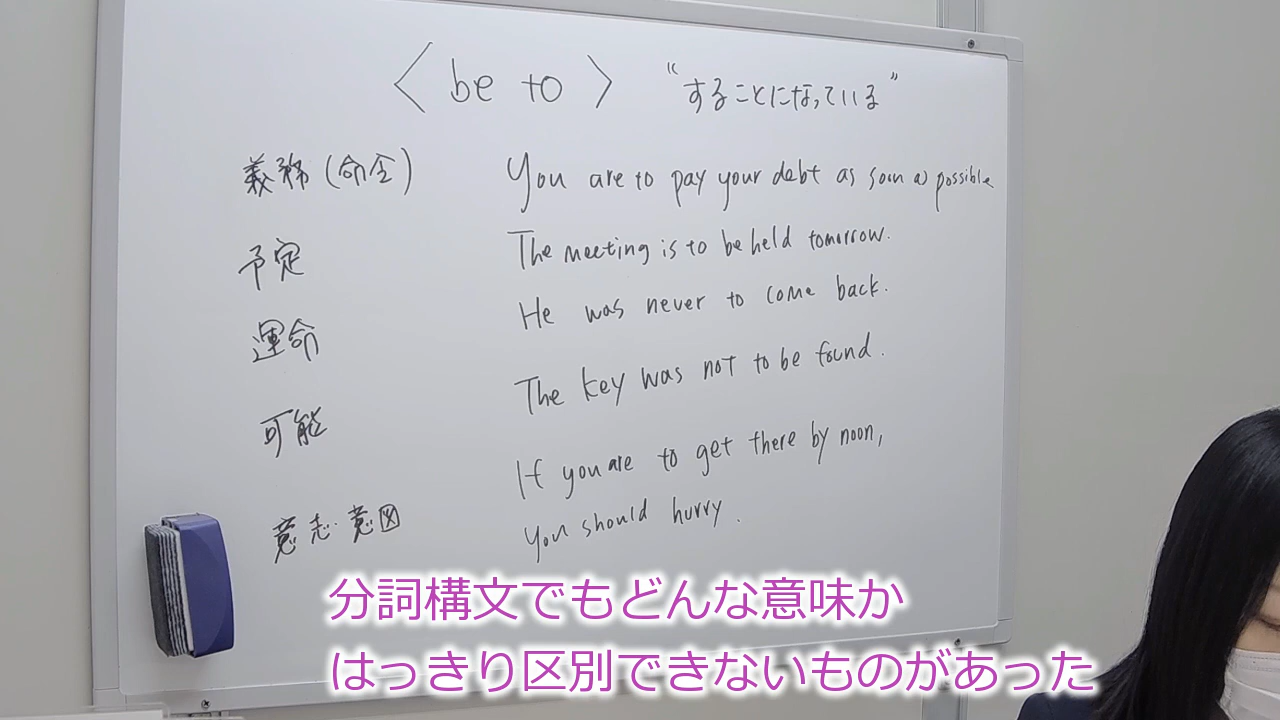 < be to > “することになっている”
義務(命令) You are to pay your debt as soon as possible
予定 The meeting is to be held tomorrow.
運命 He was never to come back.
可能 The key was not to be found.
意志・意図 If you are to get there by noon,
you should hurry.
分詞構文でもどんな意味か
はっきり区別できないものがあった